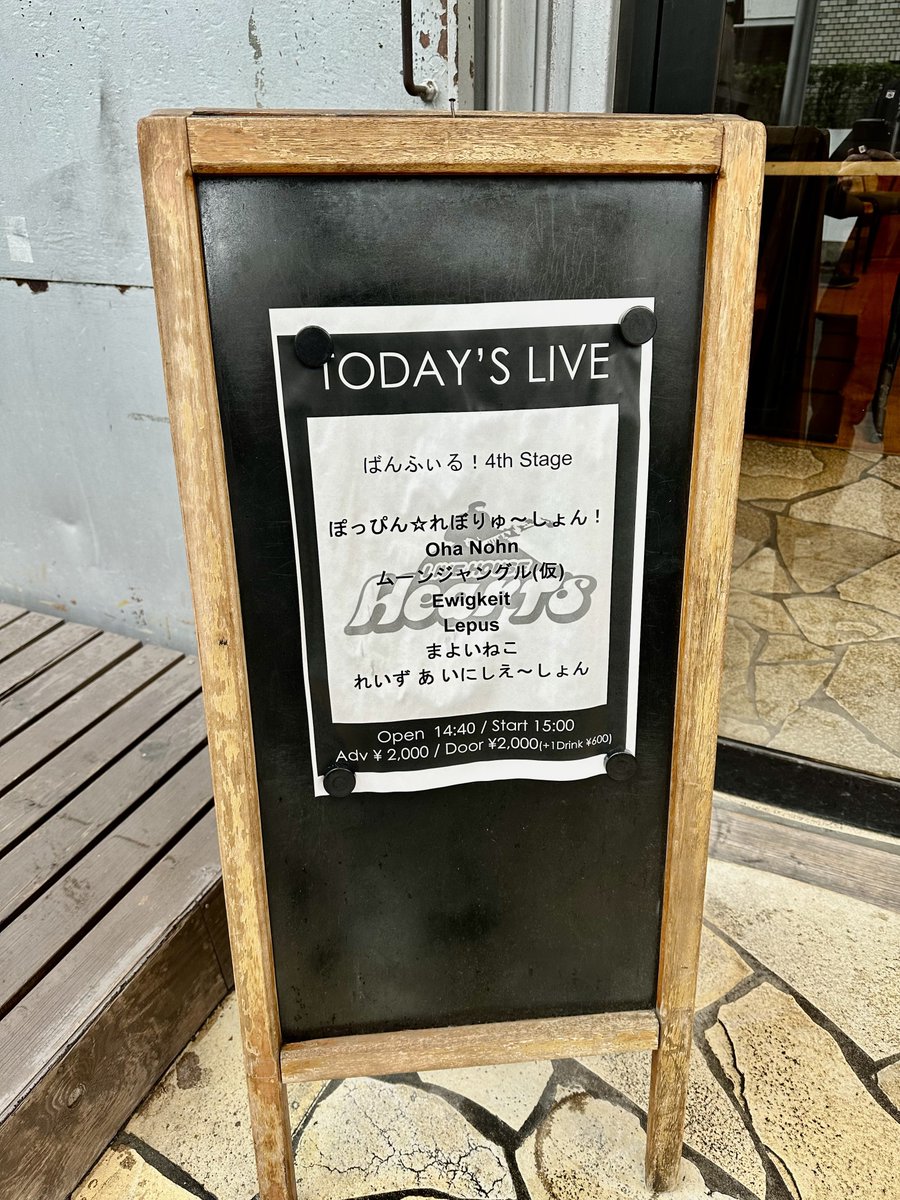 TODAY'S LIVE
ばんふぃる！4th Stage
ぽっぴん☆れぼりゅ～しょん！
Oha Nohn
ムーンジャングル(仮)
LIVE HOUSE
Ewigkeit
Heart's
Lepus
まよいねこ
れいず あ いにしえ～しょん
Open 14:40 / Start 15:00
Adv ¥ 2,000 / Door ¥2,000(+1Drink ¥600)